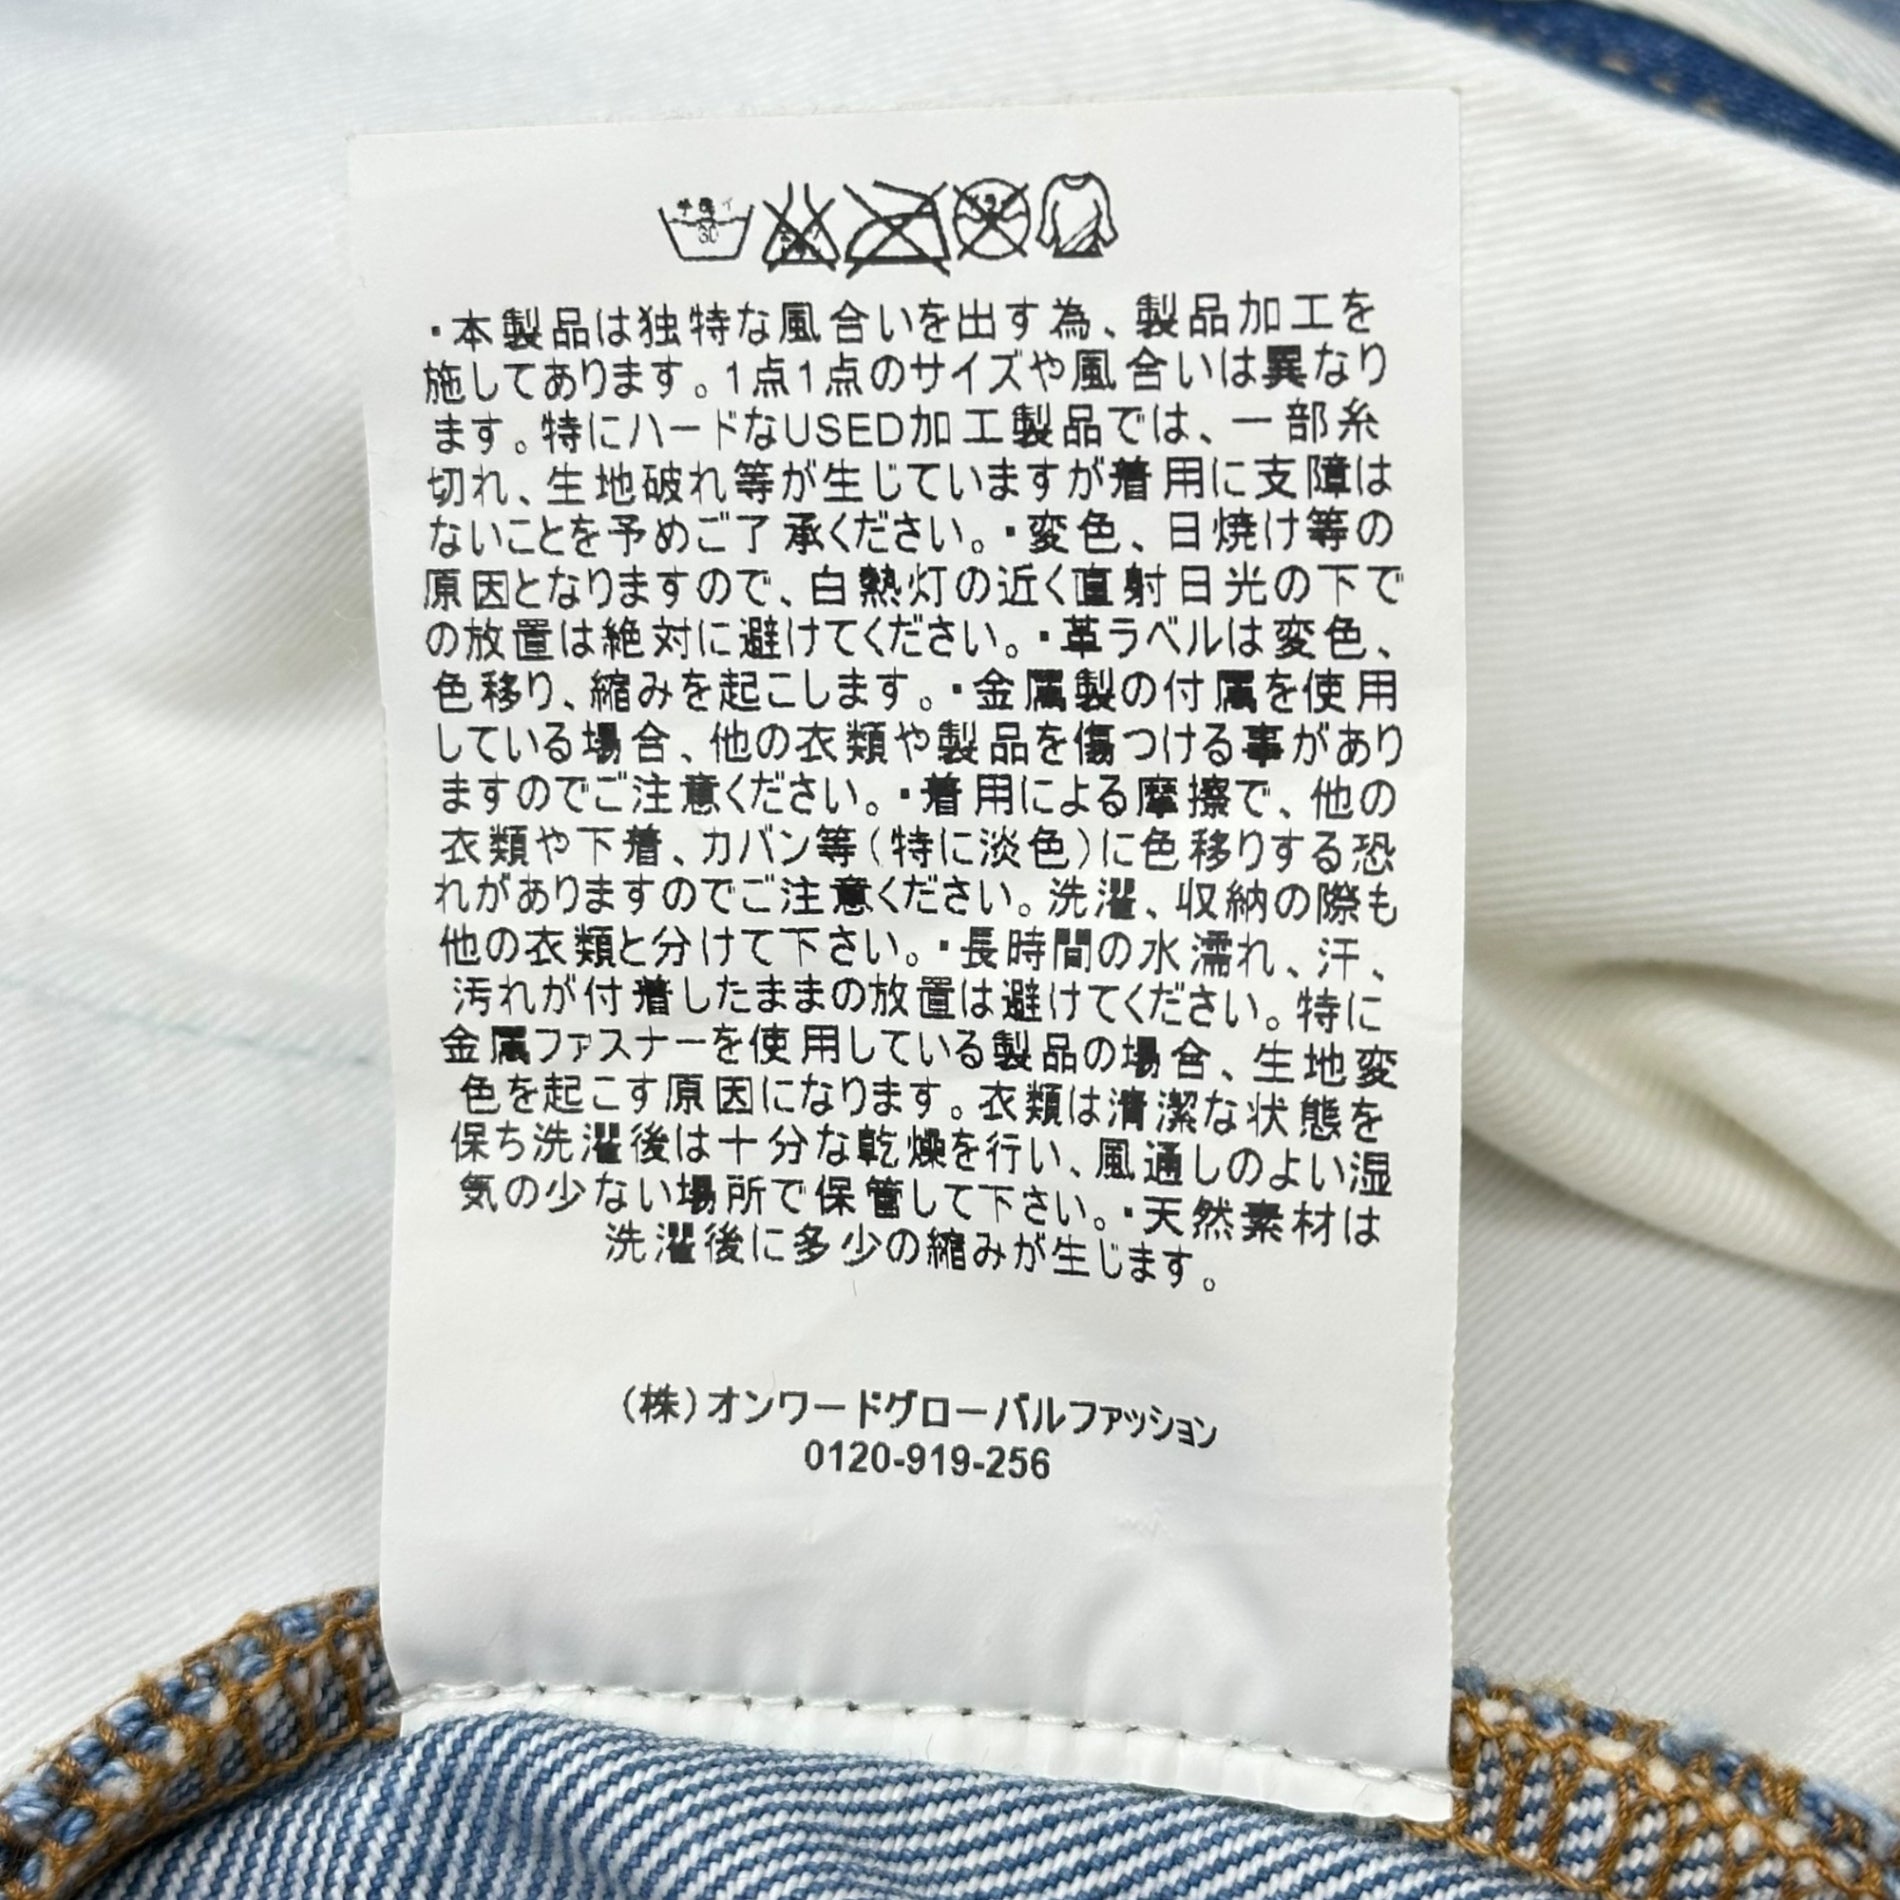 手洗イ
30
・本製品は独特な風合いを出す為、製品加工を
施してあります。1点1点のサイズや風合いは異なり
ます。特にハードなUSED加工製品では、一部糸
切れ、生地破れ等が生じていますが着用に支障は
ないことを予めご了承ください。・変色、日焼け等の
原因となりますので、白熱灯の近く直射日光の下で
の放置は絶対に避けてください。・革ラベルは変色、
色移り、縮みを起こします。・金属製の付属を使用
している場合、他の衣類や製品を傷つける事があり
ますのでご注意ください。・着用による摩擦で、他の
衣類や下着、カバン等(特に淡色)に色移りする恐
れがありますのでご注意ください。洗濯、収納の際も
他の衣類と分けて下さい。・長時間の水濡れ、汗、
汚れが付着したままの放置は避けてください。特に
金属ファスナーを使用している製品の場合、生地変
色を起こす原因になります。衣類は清潔な状態を
保ち洗濯後は十分な乾燥を行い、風通しのよい湿
気の少ない場所で保管して下さい。・天然素材は
洗濯後に多少の縮みが生じます。
(株)オンワードグローバルファッション
0120-919-256